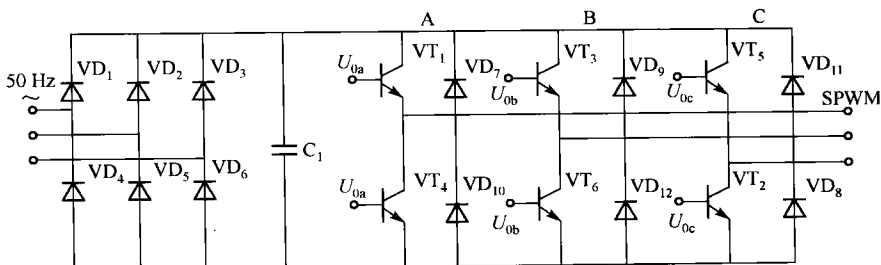 A B C
VD₁ VD₂ VD₃ VT₁ VD₇ VT₃ VD₉ VT₅ VD₁₁
U₀ₐ U₀b U₀c
50 Hz
~
SPWM
C₁
VD₄ VD₅ VD₆ VT₄ VD₁₀ VT₆ VD₁₂ VT₂ VD₈
U₀ₐ U₀b U₀c